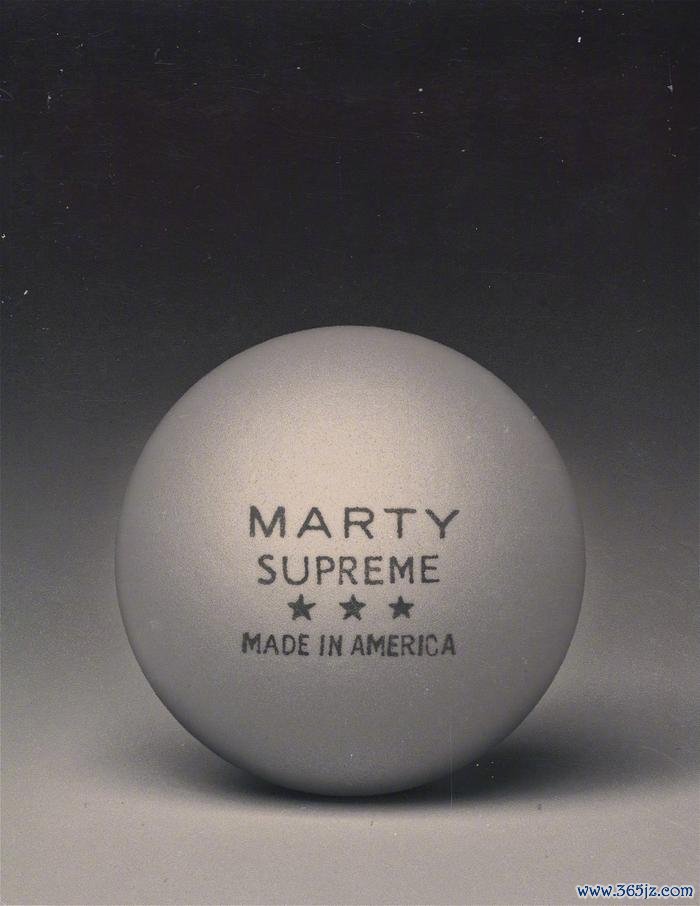 MARTY
SUPREME
★ ★ ★
MADE IN AMERICA
www.365jz.com